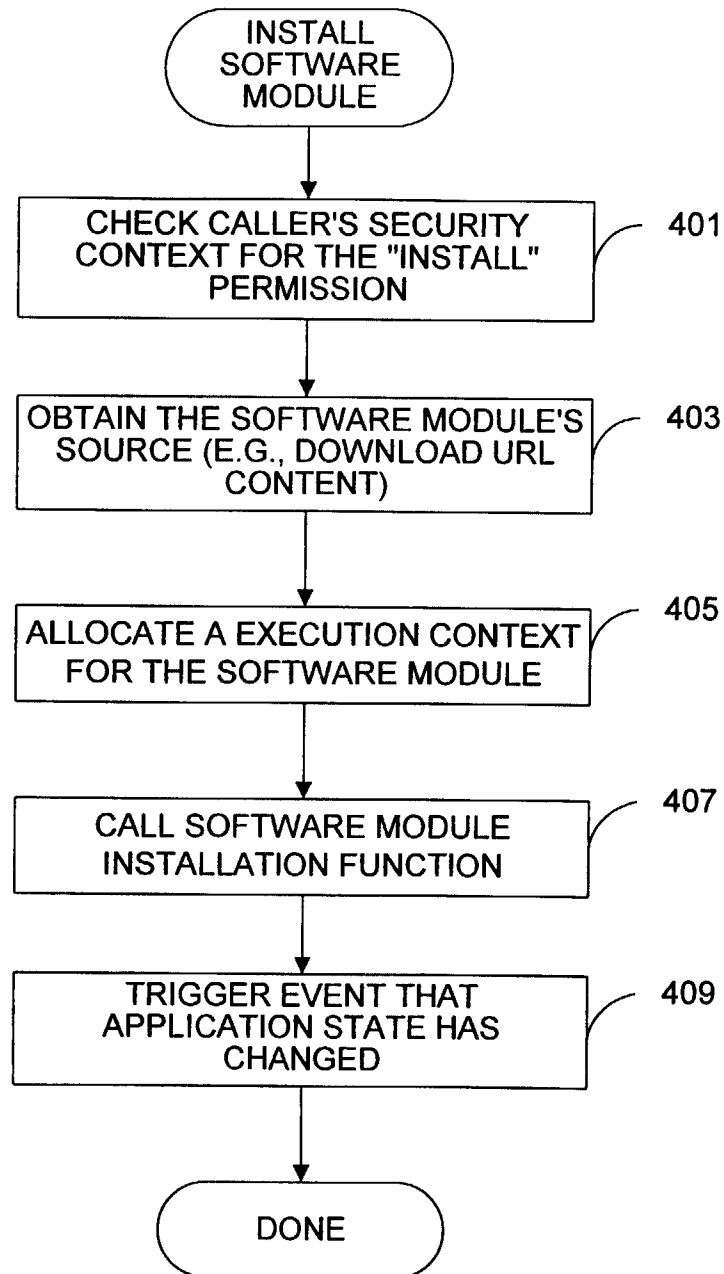 INSTALL
SOFTWARE
MODULE
CHECK CALLER'S SECURITY
CONTEXT FOR THE "INSTALL"
PERMISSION
401
OBTAIN THE SOFTWARE MODULE'S
SOURCE (E.G., DOWNLOAD URL
CONTENT)
403
ALLOCATE A EXECUTION CONTEXT
FOR THE SOFTWARE MODULE
405
CALL SOFTWARE MODULE
INSTALLATION FUNCTION
407
TRIGGER EVENT THAT
APPLICATION STATE HAS
CHANGED
409
DONE